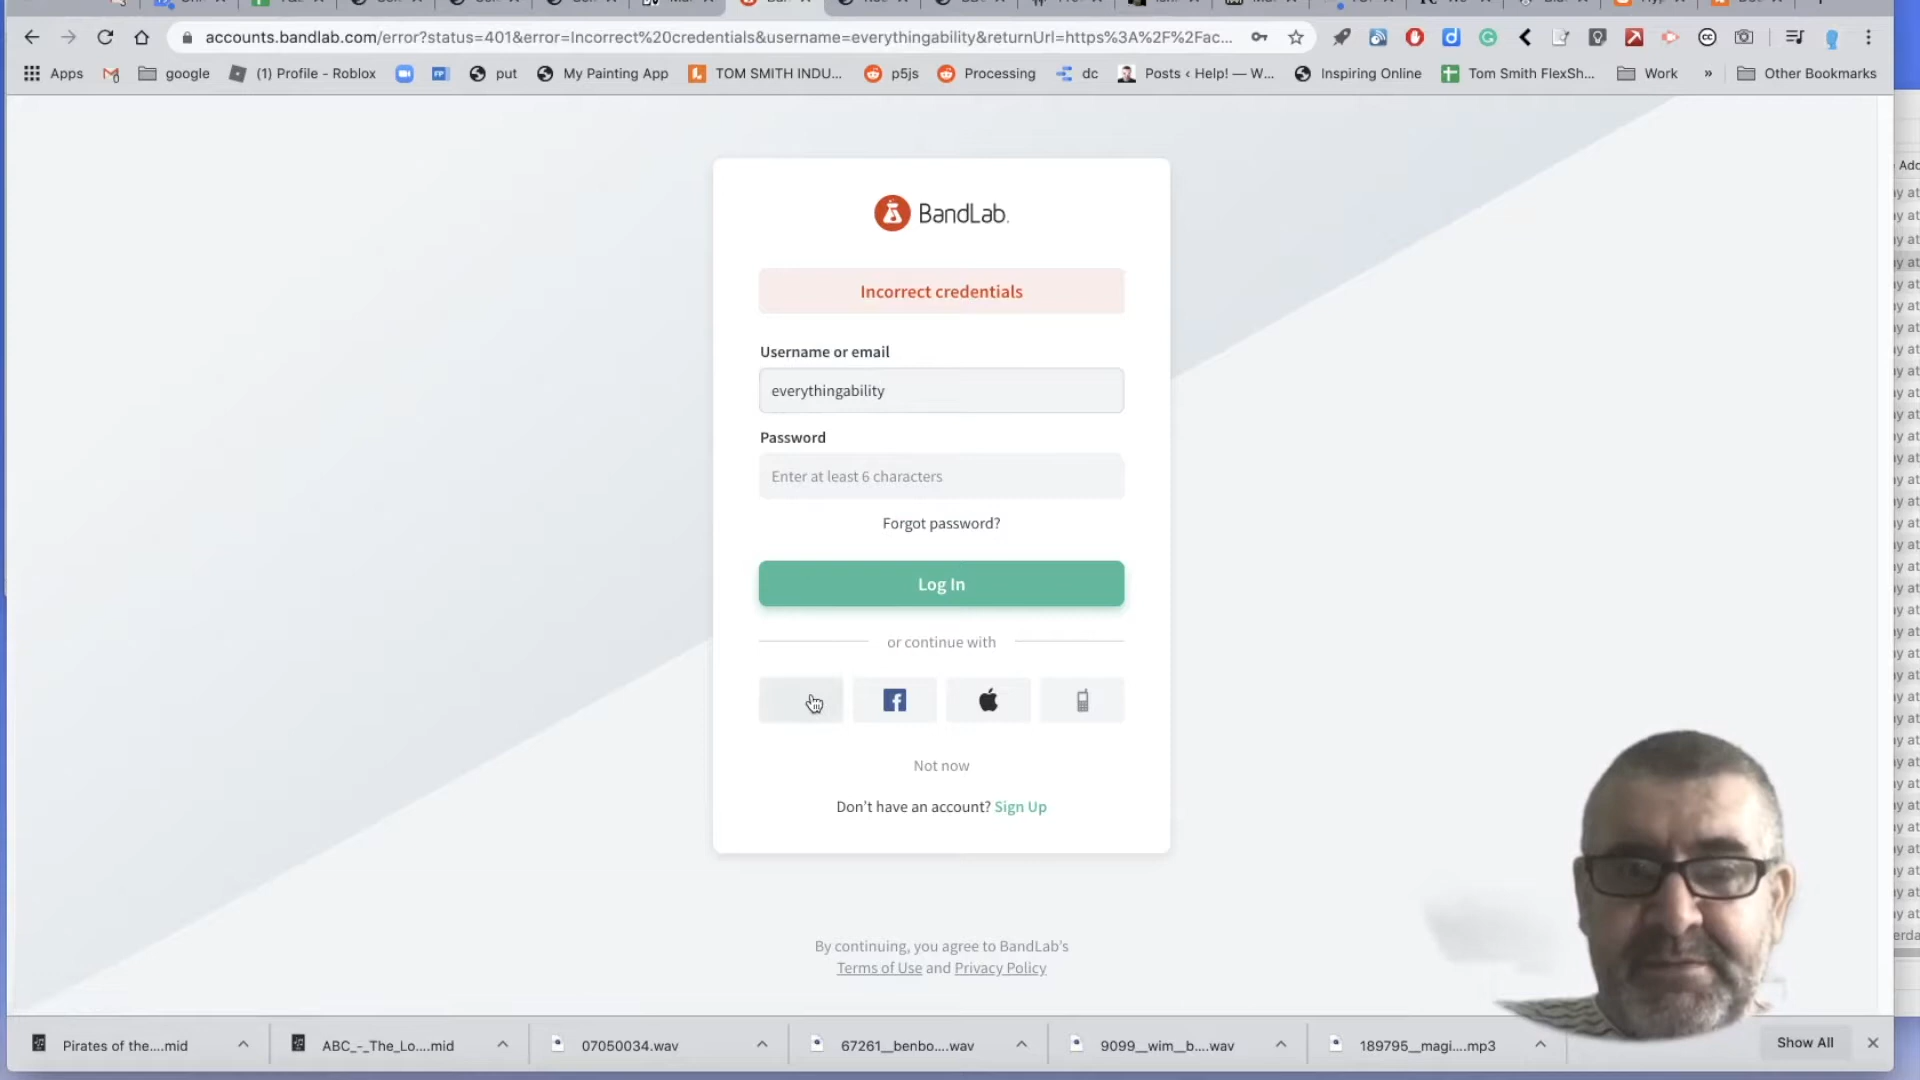 accounts.bandlab.com/error?status=401&error=Incorrect%20credentials&username=everythingability&returnUrl=https%3A%2F%2Fac...
Apps google (1) Profile - Roblox put My Painting App TOM SMITH INDU... p5js Processing dc Posts ‹ Help! — W... Inspiring Online Tom Smith FlexSh... Work » Other Bookmarks
BandLab.
Incorrect credentials
Username or email
everythingability
Password
Enter at least 6 characters
Forgot password?
Log In
or continue with
Not now
Don't have an account? Sign Up
By continuing, you agree to BandLab's
Terms of Use and Privacy Policy
Pirates of the....mid ABC_-_The_Lo....mid 07050034.wav 67261__benbo....wav 9099__wim__b....wav 189795__magi....mp3 Show All